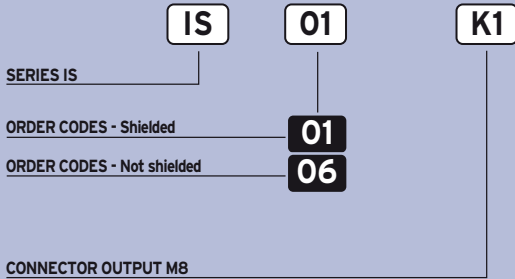 IS 01 K1
SERIES IS
ORDER CODES - Shielded 01
ORDER CODES - Not shielded 06
CONNECTOR OUTPUT M8